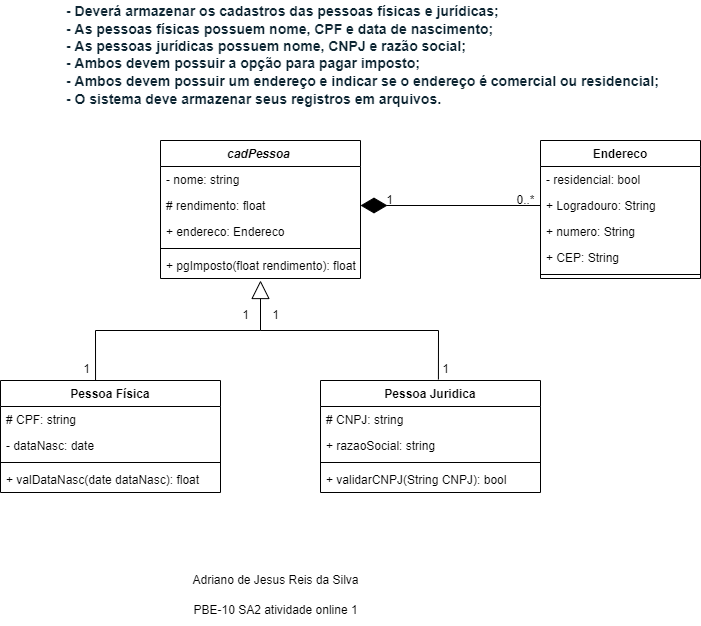 - Deverá armazenar os cadastros das pessoas físicas e jurídicas;
- As pessoas físicas possuem nome, CPF e data de nascimento;
- As pessoas jurídicas possuem nome, CNPJ e razão social;
- Ambos devem possuir a opção para pagar imposto;
- Ambos devem possuir um endereço e indicar se o endereço é comercial ou residencial;
- O sistema deve armazenar seus registros em arquivos.
cadPessoa
- nome: string
# rendimento: float
+ endereco: Endereco
+ pgImposto(float rendimento): float
1
0..*
Endereco
- residencial: bool
+ Logradouro: String
+ numero: String
+ CEP: String
1
1
1
1
Pessoa Física
# CPF: string
- dataNasc: date
+ valDataNasc(date dataNasc): float
Pessoa Juridica
# CNPJ: string
+ razaoSocial: string
+ validarCNPJ(String CNPJ): bool
Adriano de Jesus Reis da Silva
PBE-10 SA2 atividade online 1